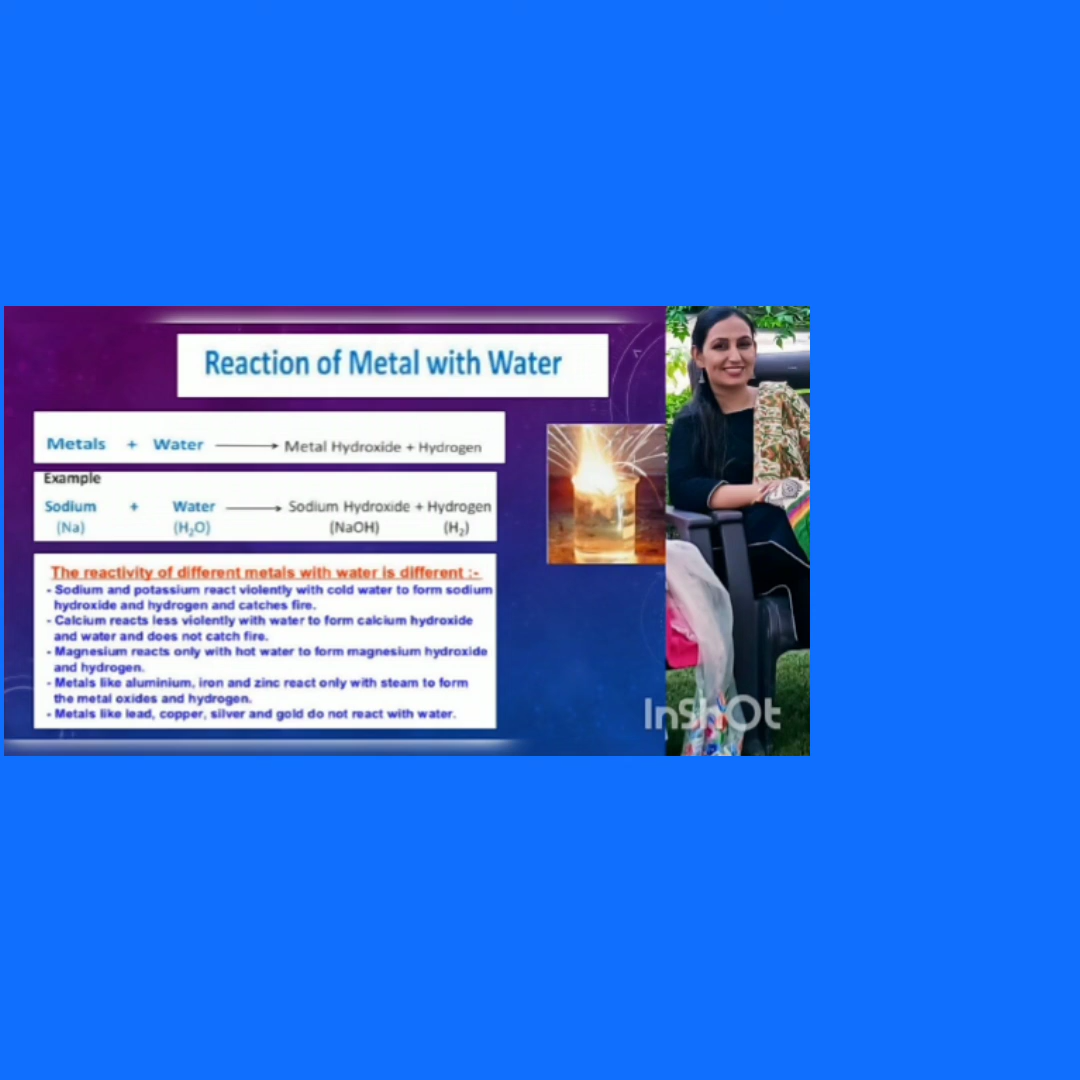 Reaction of Metal with Water
Metals + Water ⟶ Metal Hydroxide + Hydrogen
Example
Sodium + Water ⟶ Sodium Hydroxide + Hydrogen
(Na) (H₂O) (NaOH) (H₂)
The reactivity of different metals with water is different :-
- Sodium and potassium react violently with cold water to form sodium
hydroxide and hydrogen and catches fire.
- Calcium reacts less violently with water to form calcium hydroxide
and water and does not catch fire.
- Magnesium reacts only with hot water to form magnesium hydroxide
and hydrogen.
- Metals like aluminium, iron and zinc react only with steam to form
the metal oxides and hydrogen.
- Metals like lead, copper, silver and gold do not react with water.
InShOt